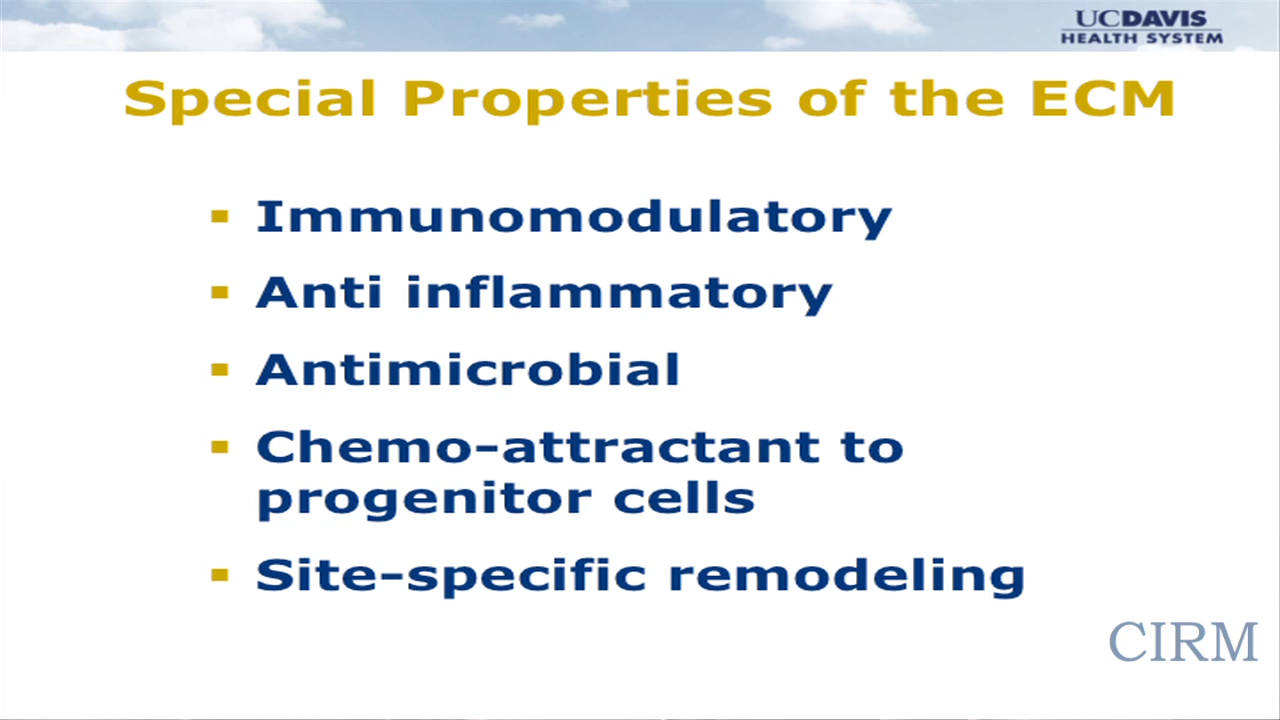 UCDAVIS
HEALTH SYSTEM
Special Properties of the ECM
▪ Immunomodulatory
▪ Anti inflammatory
▪ Antimicrobial
▪ Chemo-attractant to
progenitor cells
▪ Site-specific remodeling
CIRM